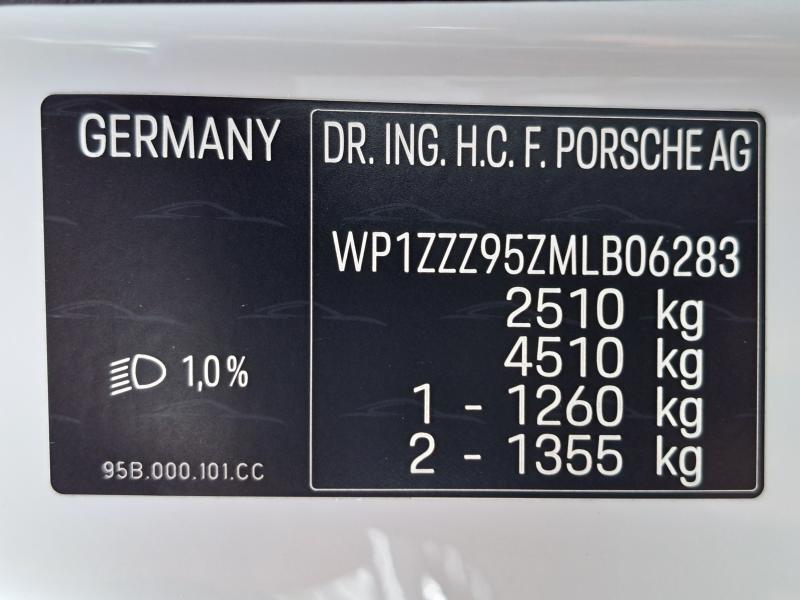 GERMANY
DR. ING. H.C. F. PORSCHE AG
WP1ZZZ95ZMLB06283
2510 kg
4510 kg
1 - 1260 kg
2 - 1355 kg
1,0%
95B.000.101.CC